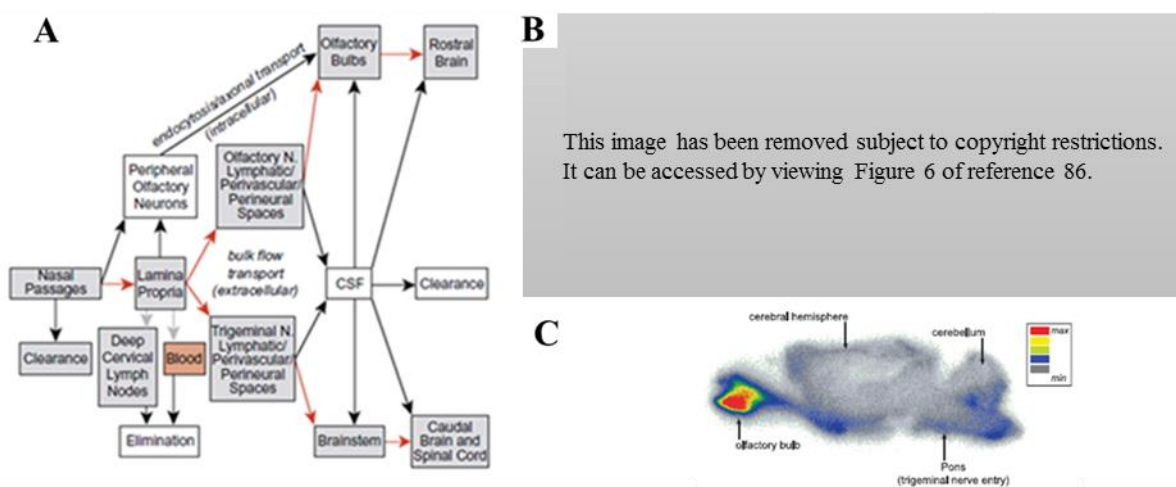 A
endocytosis/axonal transport
(intracellular)
Olfactory
Bulbs
Rostral
Brain
Peripheral
Olfactory
Neurons
Olfactory N.
Lymphatic/
Perivascular/
Perineural
Spaces
Nasal
Passages
Lamina
Propria
bulk flow
transport
(extracellular)
CSF
Clearance
Clearance
Deep
Cervical
Lymph
Nodes
Blood
Trigeminal N.
Lymphatic/
Perivascular/
Perineural
Spaces
Elimination
Brainstem
Caudal
Brain and
Spinal Cord
B
This image has been removed subject to copyright restrictions.
It can be accessed by viewing Figure 6 of reference 86.
C
cerebral hemisphere
cerebellum
max
min
olfactory bulb
Pons
(trigeminal nerve entry)